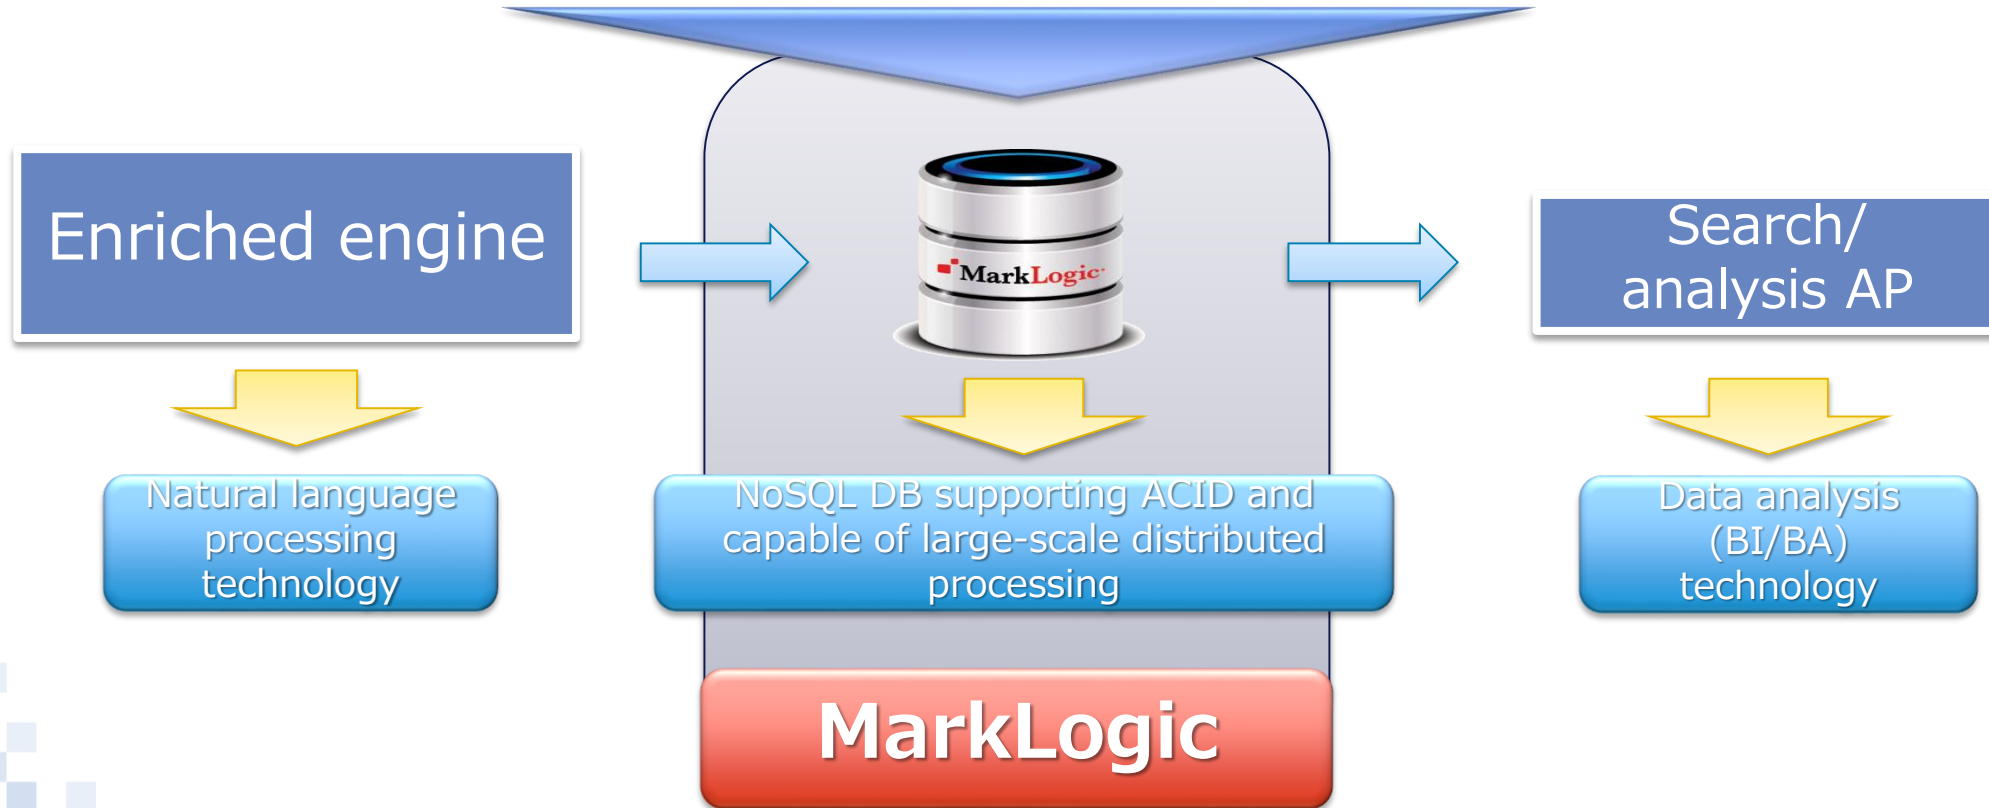 Enriched engine
MarkLogic
Search/
analysis AP
Natural language
processing
technology
NoSQL DB supporting ACID and
capable of large-scale distributed
processing
Data analysis
(BI/BA)
technology
MarkLogic